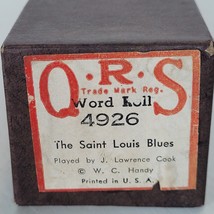 Q·R·S
Trade Mark Reg.
Word Roll
4926
The Saint Louis Blues
Played by J. Lawrence Cook
© W. C. Handy
Printed in U. S. A.